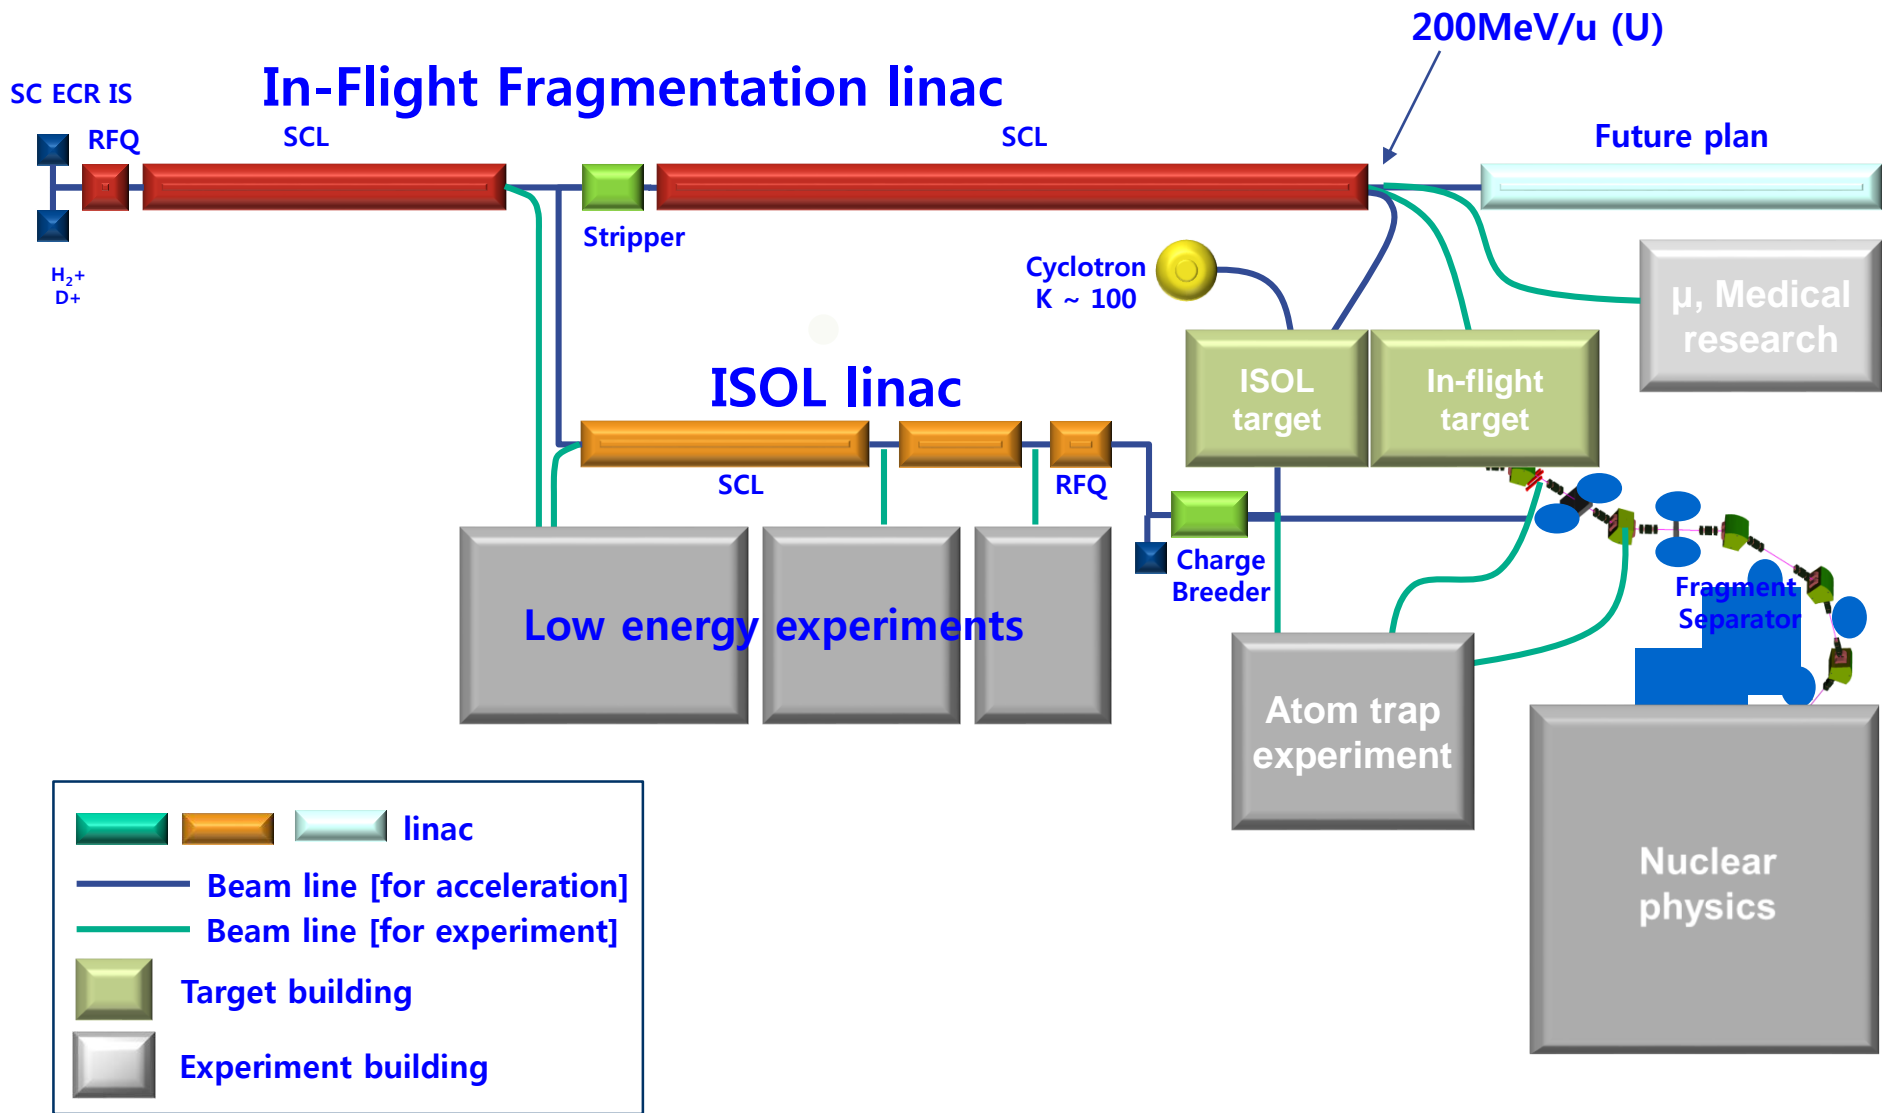 200MeV/u (U)
In-Flight Fragmentation linac
SC ECR IS
RFQ
SCL
SCL
Future plan
Stripper
H₂+
D+
Cyclotron
K ~ 100
μ, Medical
research
ISOL linac
ISOL
target
In-flight
target
SCL
RFQ
Charge
Breeder
Fragment
Separator
Low energy experiments
Atom trap
experiment
Nuclear
physics
linac
Beam line [for acceleration]
Beam line [for experiment]
Target building
Experiment building